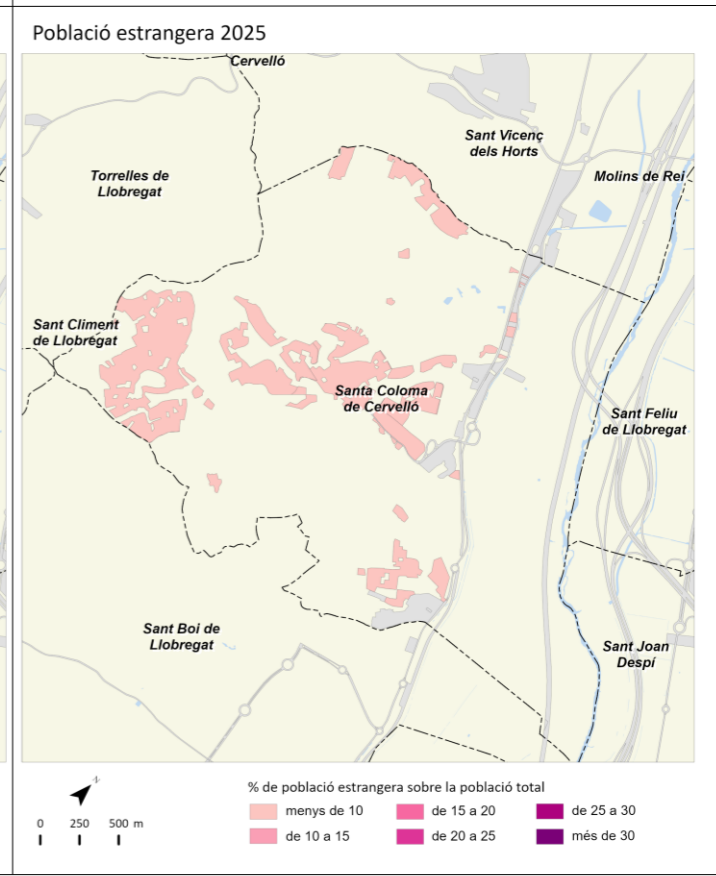 Població estrangera 2025
Cervelló
Sant Vicenç
dels Horts
Torrelles de
Llobregat
Molins de Rei
Sant Climent
de Llobregat
Santa Coloma
de Cervelló
Sant Feliu
de Llobregat
Sant Boi de
Llobregat
Sant Joan
Despí
N
0 250 500 m
% de població estrangera sobre la població total
menys de 10
de 10 a 15
de 15 a 20
de 20 a 25
de 25 a 30
més de 30